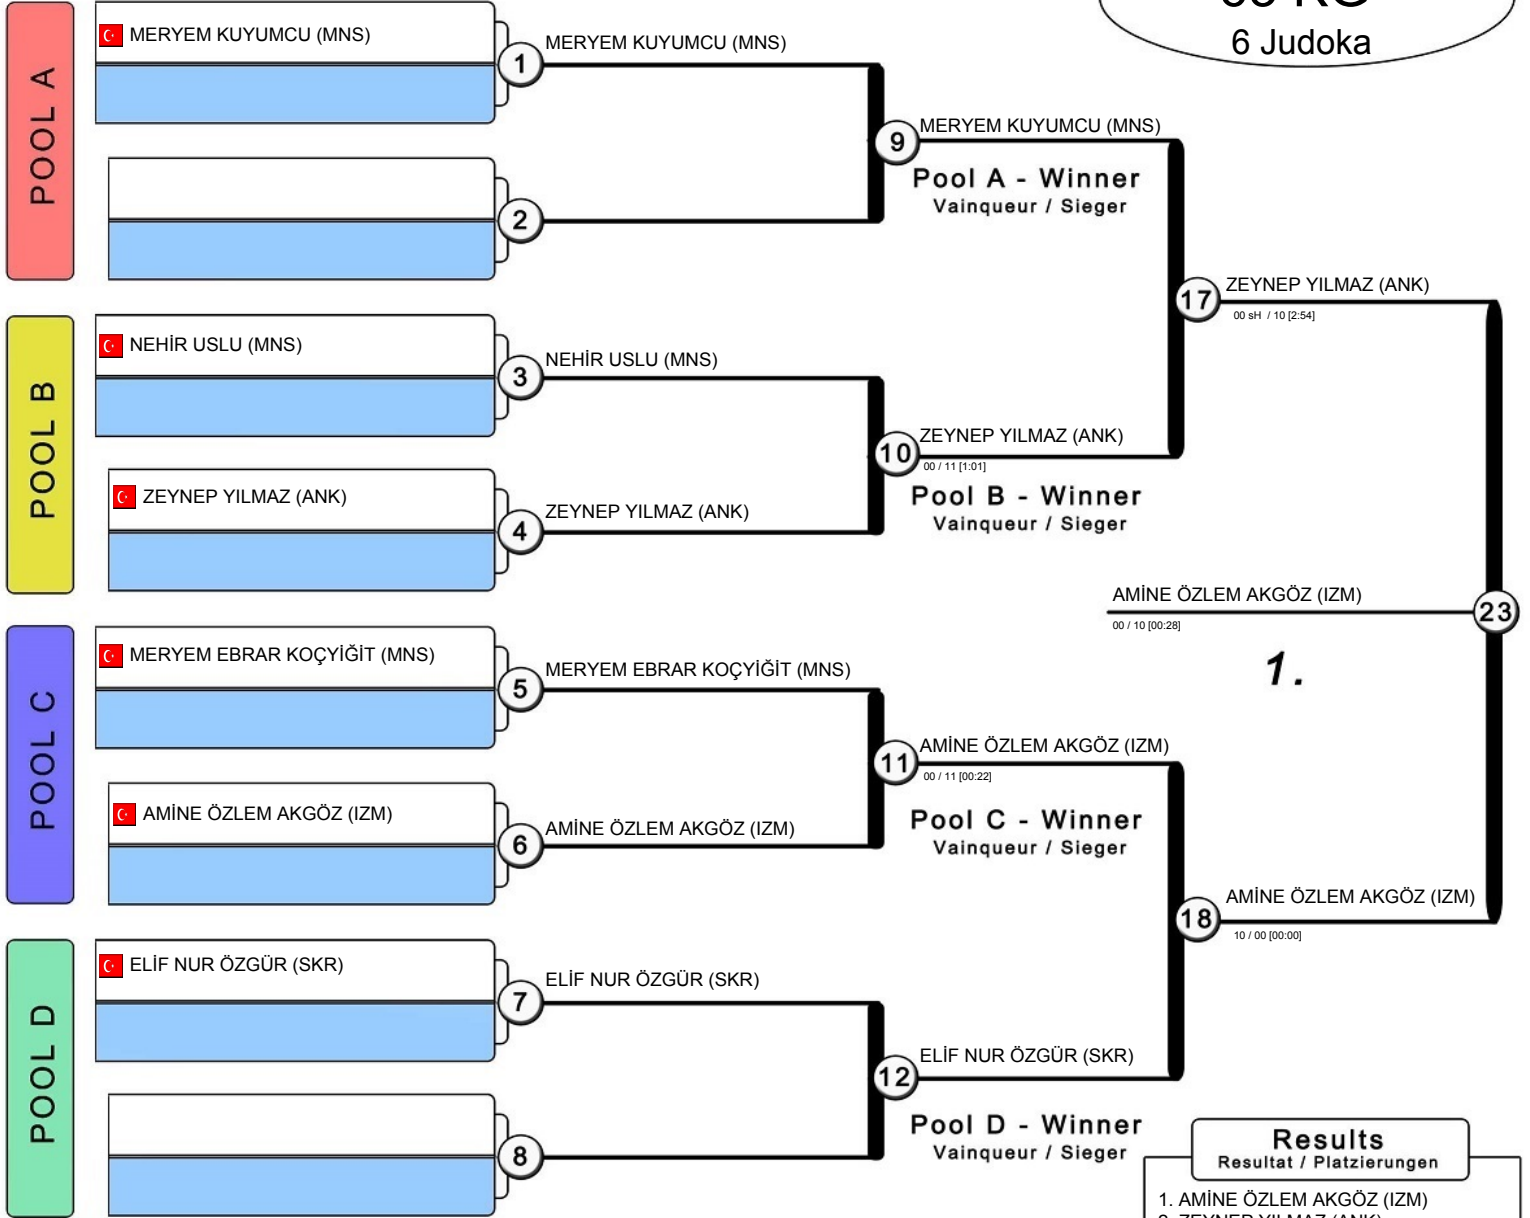 KG
6 Judoka
POOL A
MERYEM KUYUMCU (MNS)
1
MERYEM KUYUMCU (MNS)
2
9
MERYEM KUYUMCU (MNS)
Pool A - Winner
Vainqueur / Sieger
POOL B
NEHİR USLU (MNS)
3
NEHİR USLU (MNS)
ZEYNEP YILMAZ (ANK)
4
ZEYNEP YILMAZ (ANK)
10
ZEYNEP YILMAZ (ANK)
00 / 11 [1:01]
Pool B - Winner
Vainqueur / Sieger
17
ZEYNEP YILMAZ (ANK)
00 sH / 10 [2:54]
POOL C
MERYEM EBRAR KOÇYİĞİT (MNS)
5
MERYEM EBRAR KOÇYİĞİT (MNS)
AMİNE ÖZLEM AKGÖZ (IZM)
6
AMİNE ÖZLEM AKGÖZ (IZM)
11
AMİNE ÖZLEM AKGÖZ (IZM)
00 / 11 [00:22]
Pool C - Winner
Vainqueur / Sieger
AMİNE ÖZLEM AKGÖZ (IZM)
00 / 10 [00:28]
23
1.
18
AMİNE ÖZLEM AKGÖZ (IZM)
10 / 00 [00:00]
POOL D
ELİF NUR ÖZGÜR (SKR)
7
ELİF NUR ÖZGÜR (SKR)
8
12
ELİF NUR ÖZGÜR (SKR)
Pool D - Winner
Vainqueur / Sieger
Results
Resultat / Platzierungen
1. AMİNE ÖZLEM AKGÖZ (IZM)
2. ZEYNEP YILMAZ (ANK)